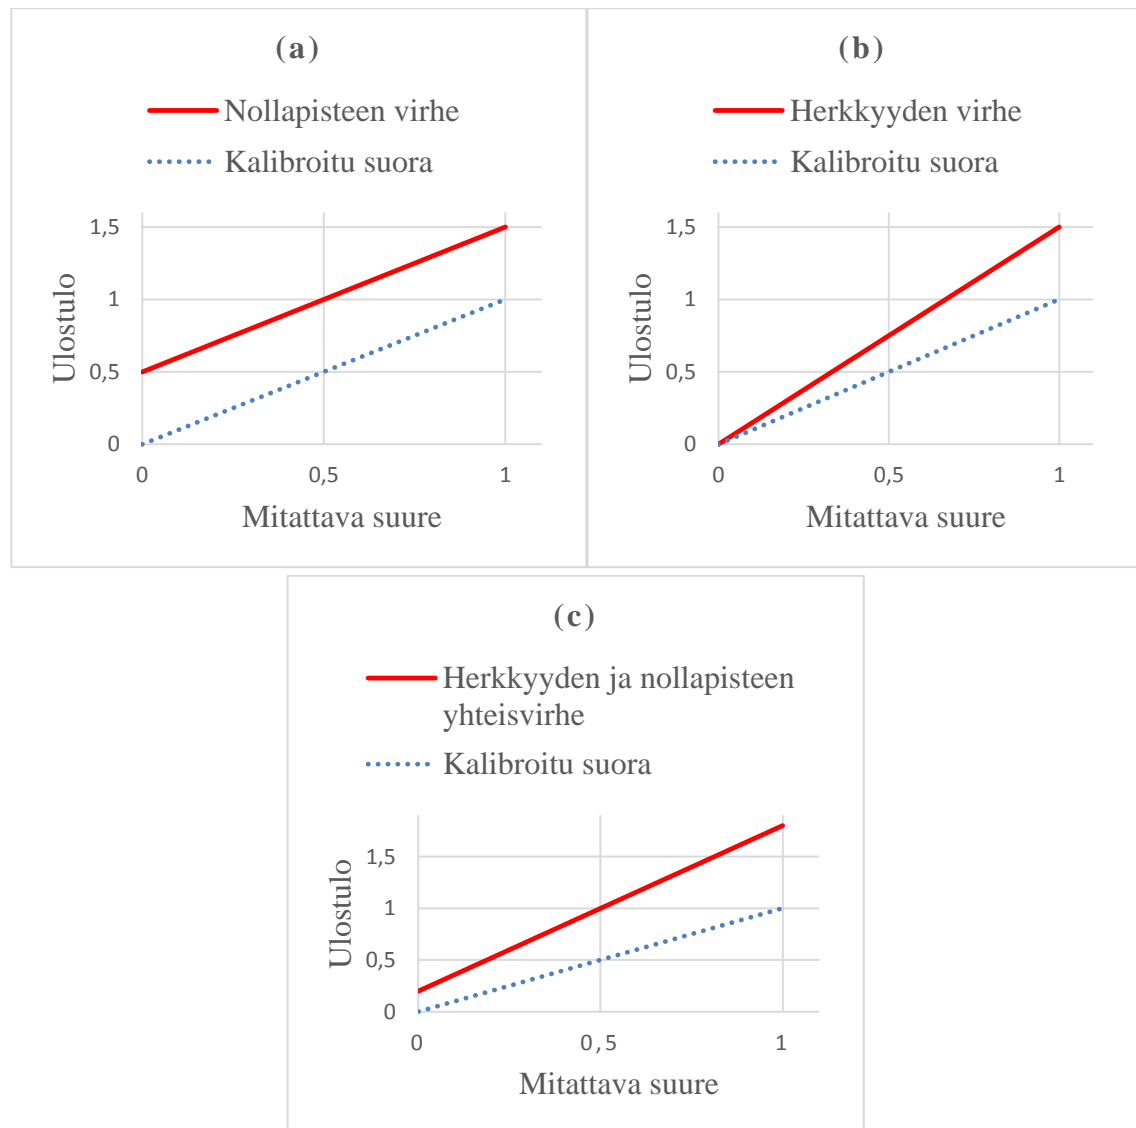 (a)
Nollapisteen virhe
Kalibroitu suora
Ulostulo
1,5
1
0,5
0
0
0,5
1
Mitattava suure
(b)
Herkkyyden virhe
Kalibroitu suora
Ulostulo
1,5
1
0,5
0
0
0,5
1
Mitattava suure
(c)
Herkkyyden ja nollapisteen
yhteisvirhe
Kalibroitu suora
Ulostulo
1,5
1
0,5
0
0
0,5
1
Mitattava suure